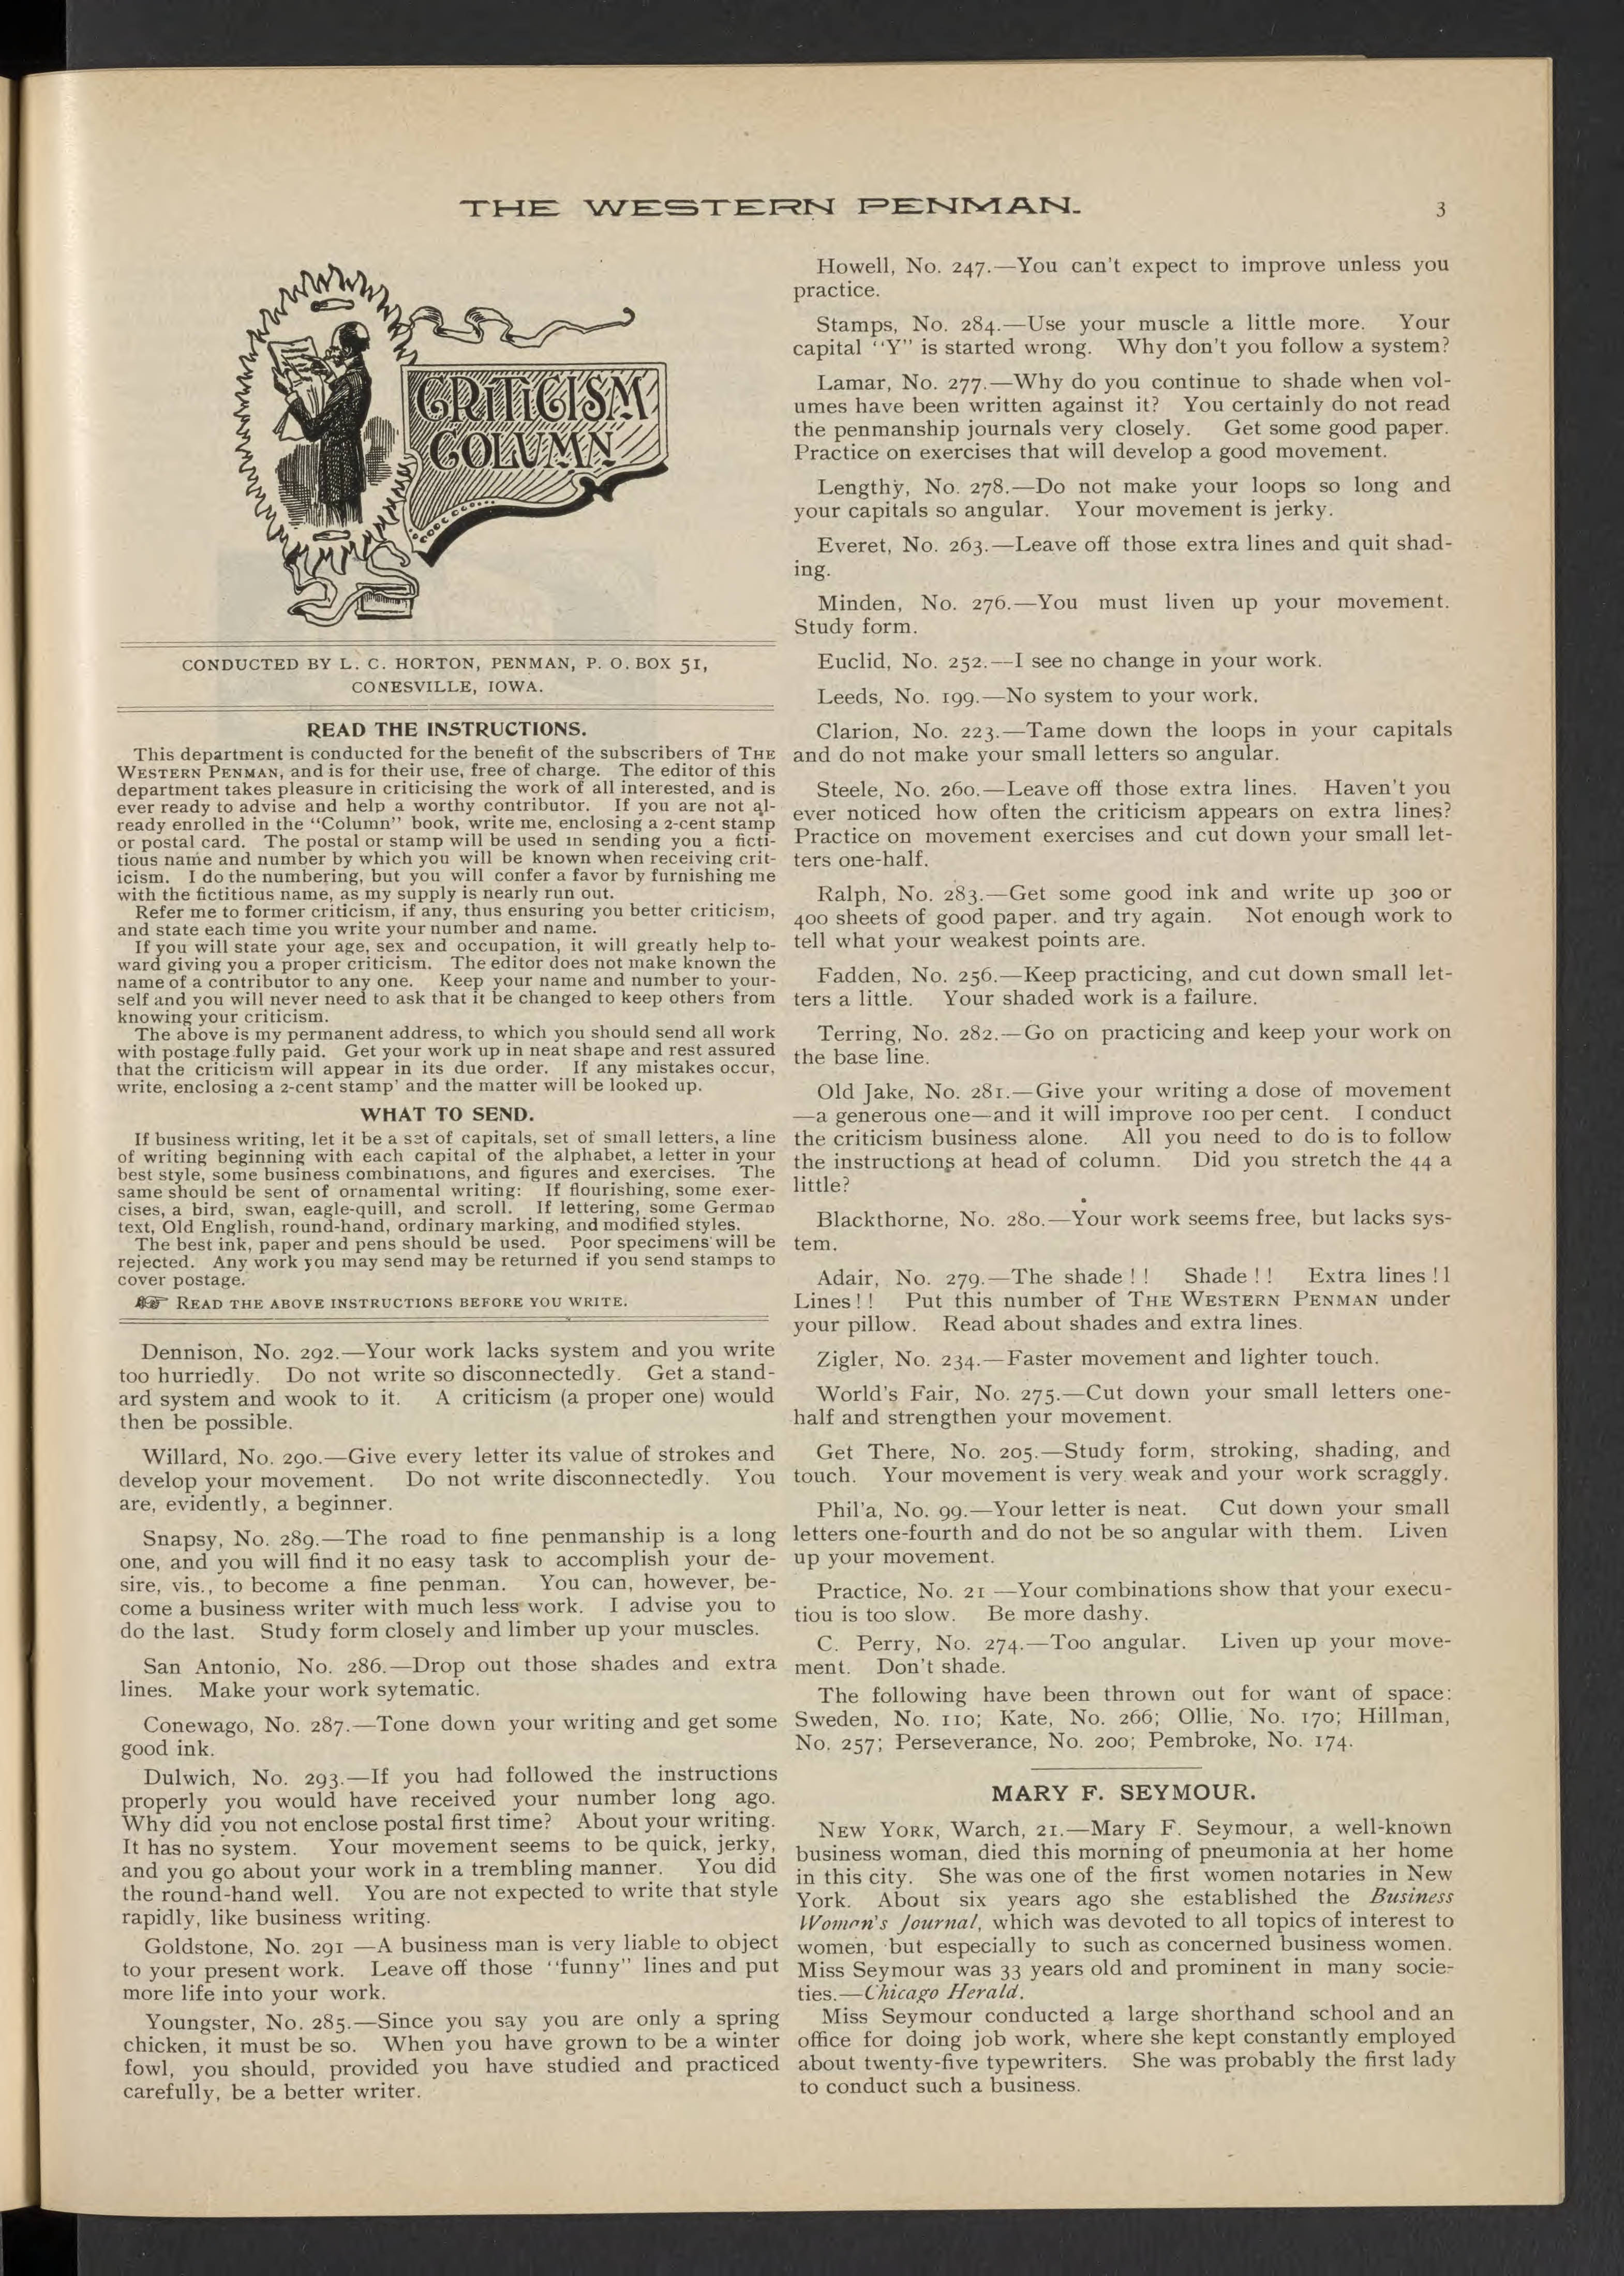 THE WESTERN PENMAN.
3
CRITICISM
COLUMN
CONDUCTED BY L. C. HORTON, PENMAN, P. O. BOX 51,
CONESVILLE, IOWA.
READ THE INSTRUCTIONS.
This department is conducted for the benefit of the subscribers of THE
WESTERN PENMAN, and is for their use, free of charge. The editor of this
department takes pleasure in criticising the work of all interested, and is
ever ready to advise and help a worthy contributor. If you are not al-
ready enrolled in the "Column" book, write me, enclosing a 2-cent stamp
or postal card. The postal or stamp will be used in sending you a ficti-
tious name and number by which you will be known when receiving crit-
icism. I do the numbering, but you will confer a favor by furnishing me
with the fictitious name, as my supply is nearly run out.
Refer me to former criticism, if any, thus ensuring you better criticism,
and state each time you write your number and name.
If you will state your age, sex and occupation, it will greatly help to-
ward giving you a proper criticism. The editor does not make known the
name of a contributor to any one. Keep your name and number to your-
self and you will never need to ask that it be changed to keep others from
knowing your criticism.
The above is my permanent address, to which you should send all work
with postage fully paid. Get your work up in neat shape and rest assured
that the criticism will appear in its due order. If any mistakes occur,
write, enclosing a 2-cent stamp' and the matter will be looked up.
WHAT TO SEND.
If business writing, let it be a set of capitals, set of small letters, a line
of writing beginning with each capital of the alphabet, a letter in your
best style, some business combinations, and figures and exercises. The
same should be sent of ornamental writing: If flourishing, some exer-
cises, a bird, swan, eagle-quill, and scroll. If lettering, some German
text, Old English, round-hand, ordinary marking, and modified styles.
The best ink, paper and pens should be used. Poor specimens will be
rejected. Any work you may send may be returned if you send stamps to
cover postage.
☞ READ THE ABOVE INSTRUCTIONS BEFORE YOU WRITE.
Dennison, No. 292.—Your work lacks system and you write
too hurriedly. Do not write so disconnectedly. Get a stand-
ard system and wook to it. A criticism (a proper one) would
then be possible.
Willard, No. 290.—Give every letter its value of strokes and
develop your movement. Do not write disconnectedly. You
are, evidently, a beginner.
Snapsy, No. 289.—The road to fine penmanship is a long
one, and you will find it no easy task to accomplish your de-
sire, vis., to become a fine penman. You can, however, be-
come a business writer with much less work. I advise you to
do the last. Study form closely and limber up your muscles.
San Antonio, No. 286.—Drop out those shades and extra
lines. Make your work sytematic.
Conewago, No. 287.—Tone down your writing and get some
good ink.
Dulwich, No. 293.—If you had followed the instructions
properly you would have received your number long ago.
Why did you not enclose postal first time? About your writing.
It has no system. Your movement seems to be quick, jerky,
and you go about your work in a trembling manner. You did
the round-hand well. You are not expected to write that style
rapidly, like business writing.
Goldstone, No. 291 —A business man is very liable to object
to your present work. Leave off those "funny" lines and put
more life into your work.
Youngster, No. 285.—Since you say you are only a spring
chicken, it must be so. When you have grown to be a winter
fowl, you should, provided you have studied and practiced
carefully, be a better writer.
Howell, No. 247.—You can't expect to improve unless you
practice.
Stamps, No. 284.—Use your muscle a little more. Your
capital "Y" is started wrong. Why don't you follow a system?
Lamar, No. 277.—Why do you continue to shade when vol-
umes have been written against it? You certainly do not read
the penmanship journals very closely. Get some good paper.
Practice on exercises that will develop a good movement.
Lengthy, No. 278.—Do not make your loops so long and
your capitals so angular. Your movement is jerky.
Everet, No. 263.—Leave off those extra lines and quit shad-
ing.
Minden, No. 276.—You must liven up your movement.
Study form.
Euclid, No. 252.—I see no change in your work.
Leeds, No. 199.—No system to your work.
Clarion, No. 223.—Tame down the loops in your capitals
and do not make your small letters so angular.
Steele, No. 260.—Leave off those extra lines. Haven't you
ever noticed how often the criticism appears on extra lines?
Practice on movement exercises and cut down your small let-
ters one-half.
Ralph, No. 283.—Get some good ink and write up 300 or
400 sheets of good paper. and try again. Not enough work to
tell what your weakest points are.
Fadden, No. 256.—Keep practicing, and cut down small let-
ters a little. Your shaded work is a failure.
Terring, No. 282.—Go on practicing and keep your work on
the base line.
Old Jake, No. 281.—Give your writing a dose of movement
—a generous one—and it will improve 100 per cent. I conduct
the criticism business alone. All you need to do is to follow
the instructions at head of column. Did you stretch the 44 a
little?
Blackthorne, No. 280.—Your work seems free, but lacks sys-
tem.
Adair, No. 279.—The shade ! ! Shade ! ! Extra lines ! l
Lines ! ! Put this number of THE WESTERN PENMAN under
your pillow. Read about shades and extra lines.
Zigler, No. 234.—Faster movement and lighter touch.
World's Fair, No. 275.—Cut down your small letters one-
half and strengthen your movement.
Get There, No. 205.—Study form, stroking, shading, and
touch. Your movement is very weak and your work scraggly.
Phil'a, No. 99.—Your letter is neat. Cut down your small
letters one-fourth and do not be so angular with them. Liven
up your movement.
Practice, No. 21 —Your combinations show that your execu-
tiou is too slow. Be more dashy.
C. Perry, No. 274.—Too angular. Liven up your move-
ment. Don't shade.
The following have been thrown out for want of space:
Sweden, No. 110; Kate, No. 266; Ollie, No. 170; Hillman,
No. 257; Perseverance, No. 200; Pembroke, No. 174.
MARY F. SEYMOUR.
NEW YORK, Warch, 21.—Mary F. Seymour, a well-known
business woman, died this morning of pneumonia at her home
in this city. She was one of the first women notaries in New
York. About six years ago she established the Business
Women's Journal, which was devoted to all topics of interest to
women, but especially to such as concerned business women.
Miss Seymour was 33 years old and prominent in many socie-
ties.—Chicago Herald.
Miss Seymour conducted a large shorthand school and an
office for doing job work, where she kept constantly employed
about twenty-five typewriters. She was probably the first lady
to conduct such a business.